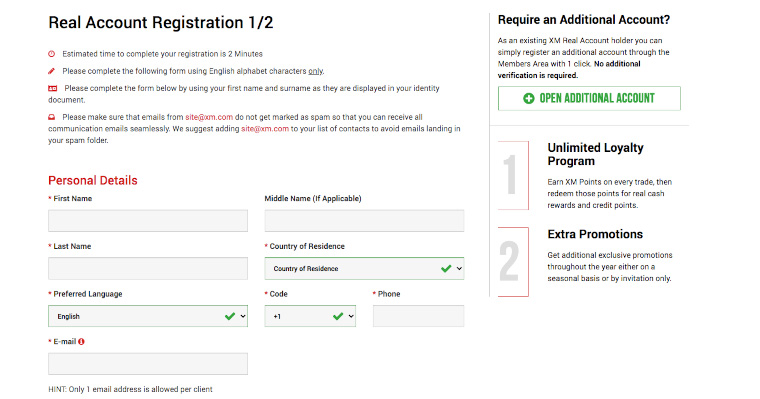 Real Account Registration 1/2
Estimated time to complete your registration is 2 Minutes
Please complete the following form using English alphabet characters only.
Please complete the form below by using your first name and surname as they are displayed in your identity
document.
Please make sure that emails from site@xm.com do not get marked as spam so that you can receive all
communication emails seamlessly. We suggest adding site@xm.com to your list of contacts to avoid emails landing in
your spam folder.
Personal Details
* First Name
Middle Name (If Applicable)
* Last Name
* Country of Residence
Country of Residence
* Preferred Language
* Code
* Phone
English
+1
* E-mail
HINT: Only 1 email address is allowed per client
Require an Additional Account?
As an existing XM Real Account holder you can
simply register an additional account through the
Members Area with 1 click. No additional
verification is required.
OPEN ADDITIONAL ACCOUNT
1
Unlimited Loyalty
Program
Earn XM Points on every trade, then
redeem those points for real cash
rewards and credit points.
2
Extra Promotions
Get additional exclusive promotions
throughout the year either on a
seasonal basis or by invitation only.